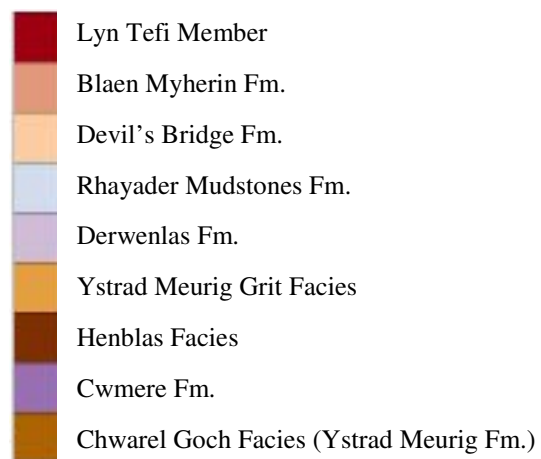 Lyn Tefi Member
Blaen Myherin Fm.
Devil's Bridge Fm.
Rhayader Mudstones Fm.
Derwenlas Fm.
Ystrad Meurig Grit Facies
Henblas Facies
Cwmere Fm.
Chwarel Goch Facies (Ystrad Meurig Fm.)